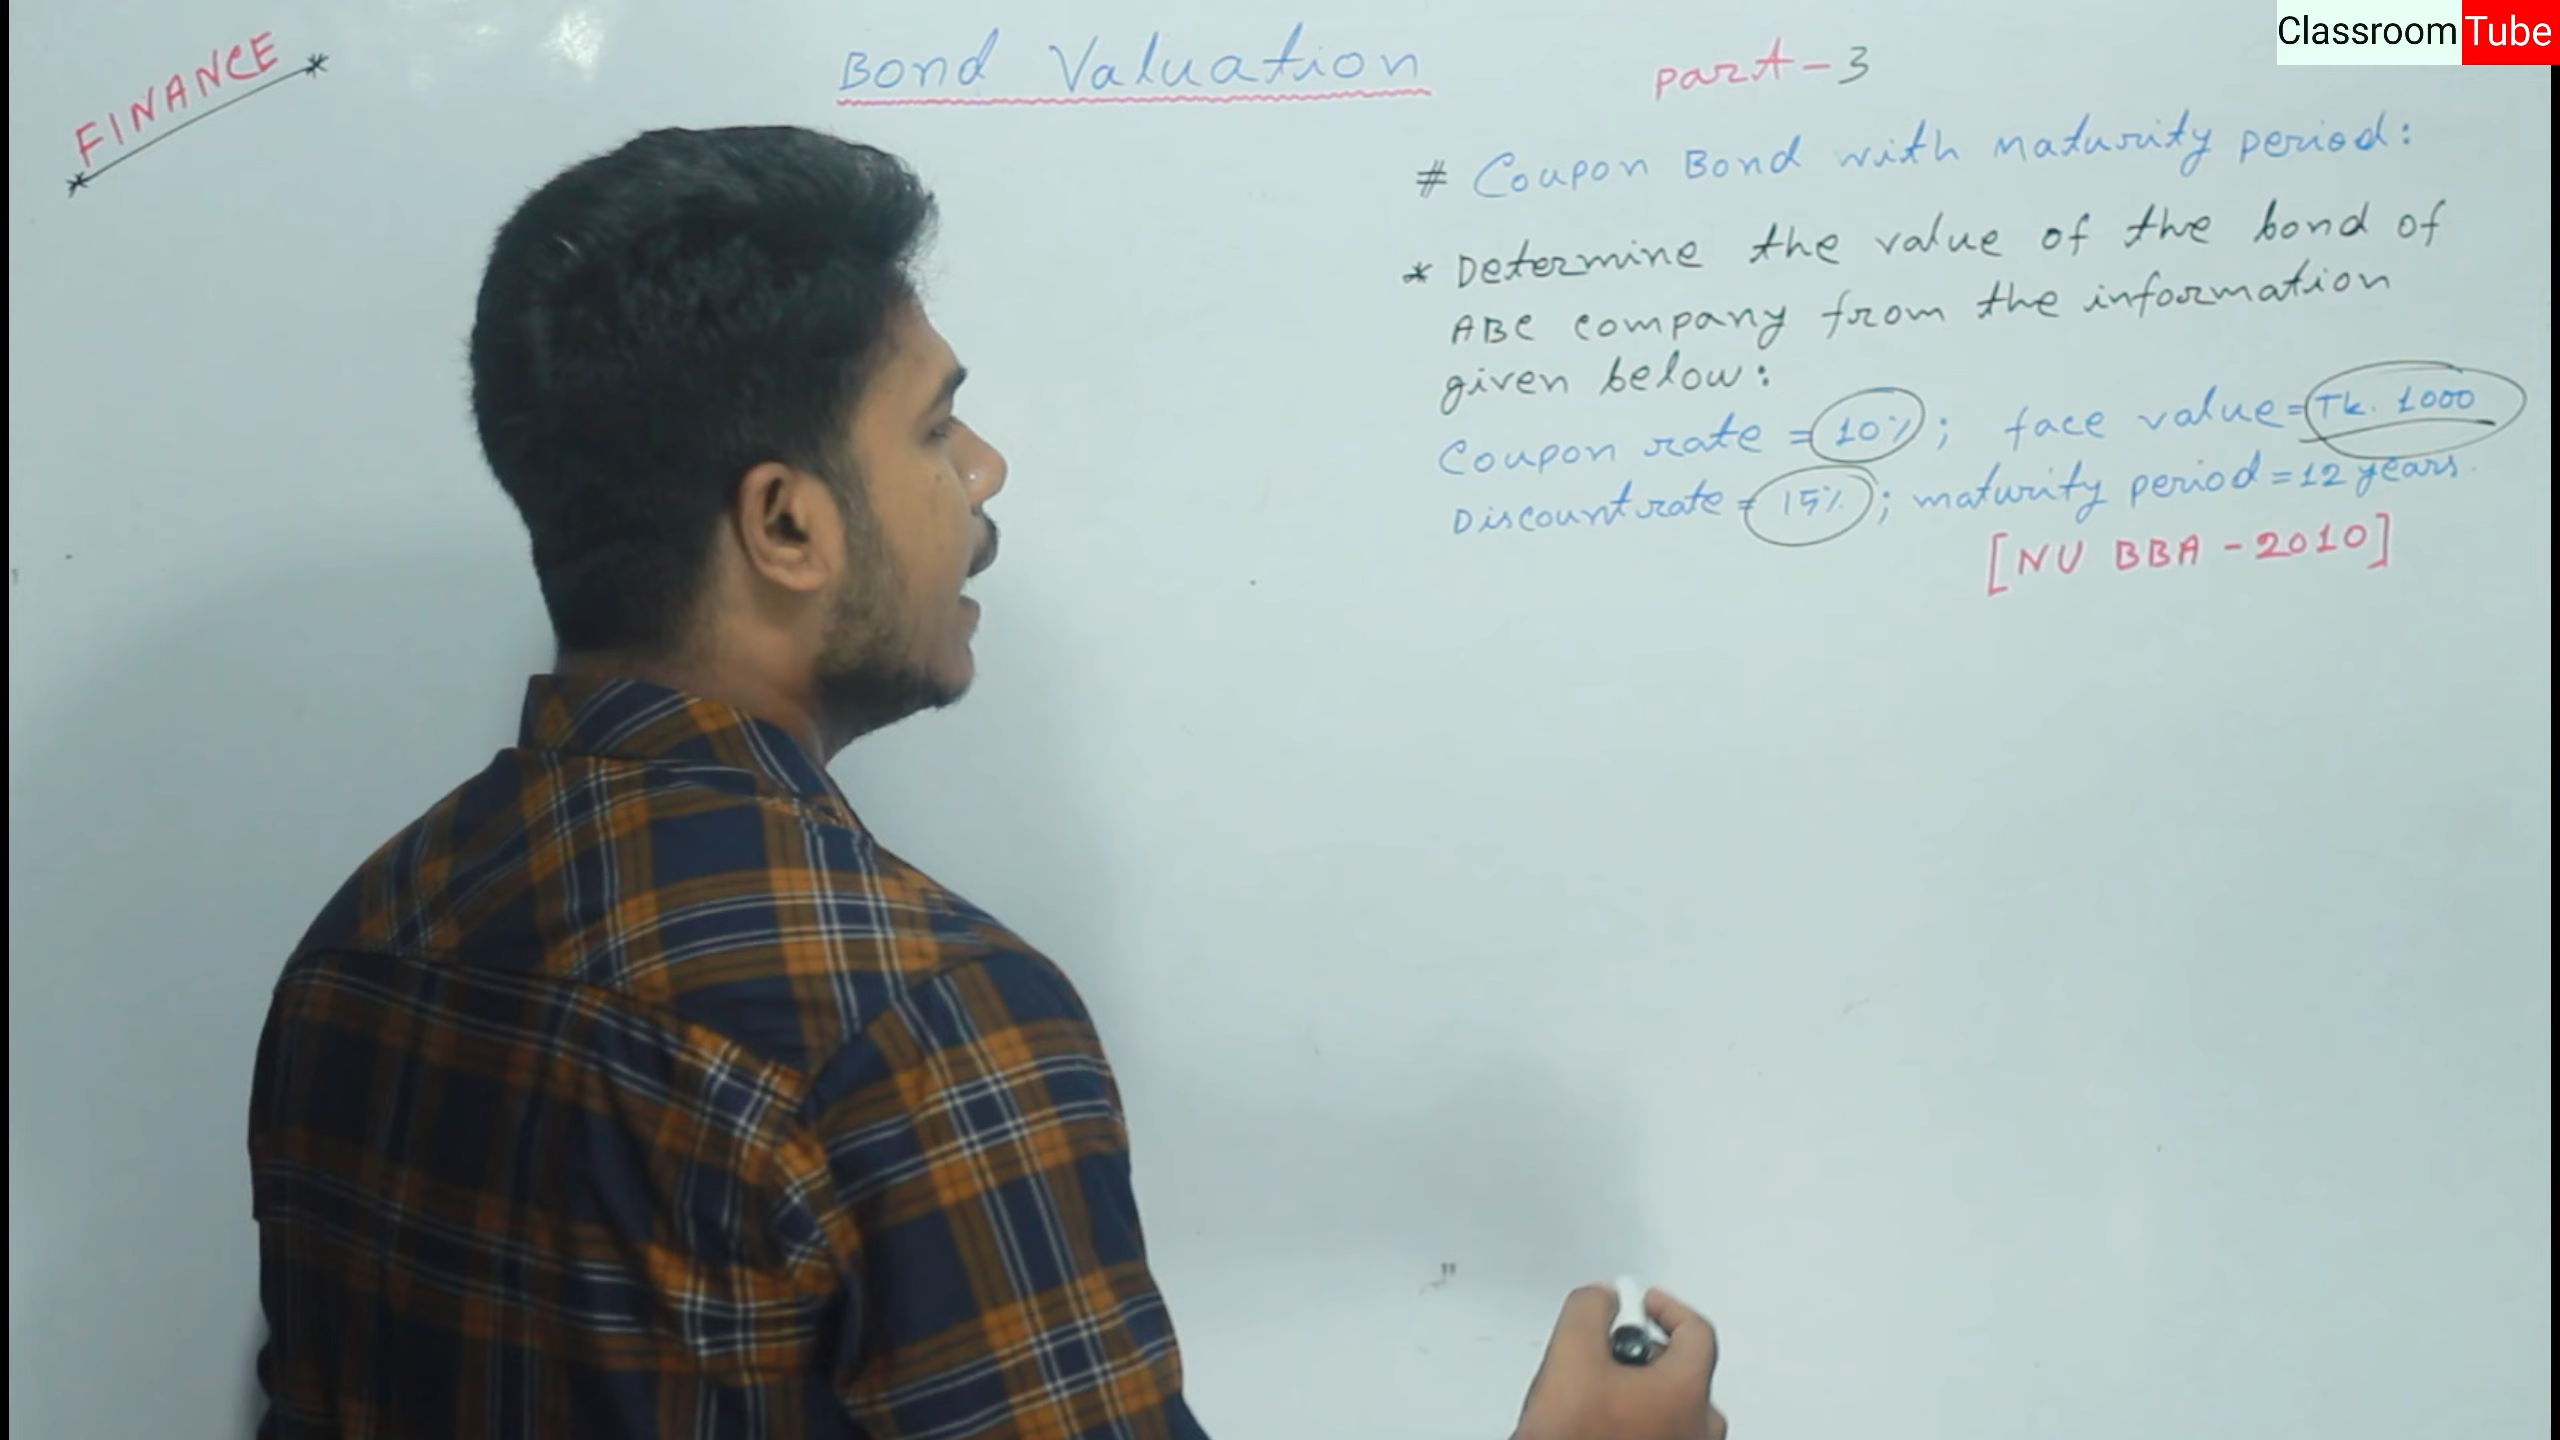 Classroom Tube
FINANCE
Bond Valuation
part-3
# Coupon Bond with maturity period:
* Determine the value of the bond of
ABC company from the information
given below:
Coupon rate = 10%; face value = Tk. 1000
Discount rate = 15%; maturity period = 12 years.
[NU BBA - 2010]